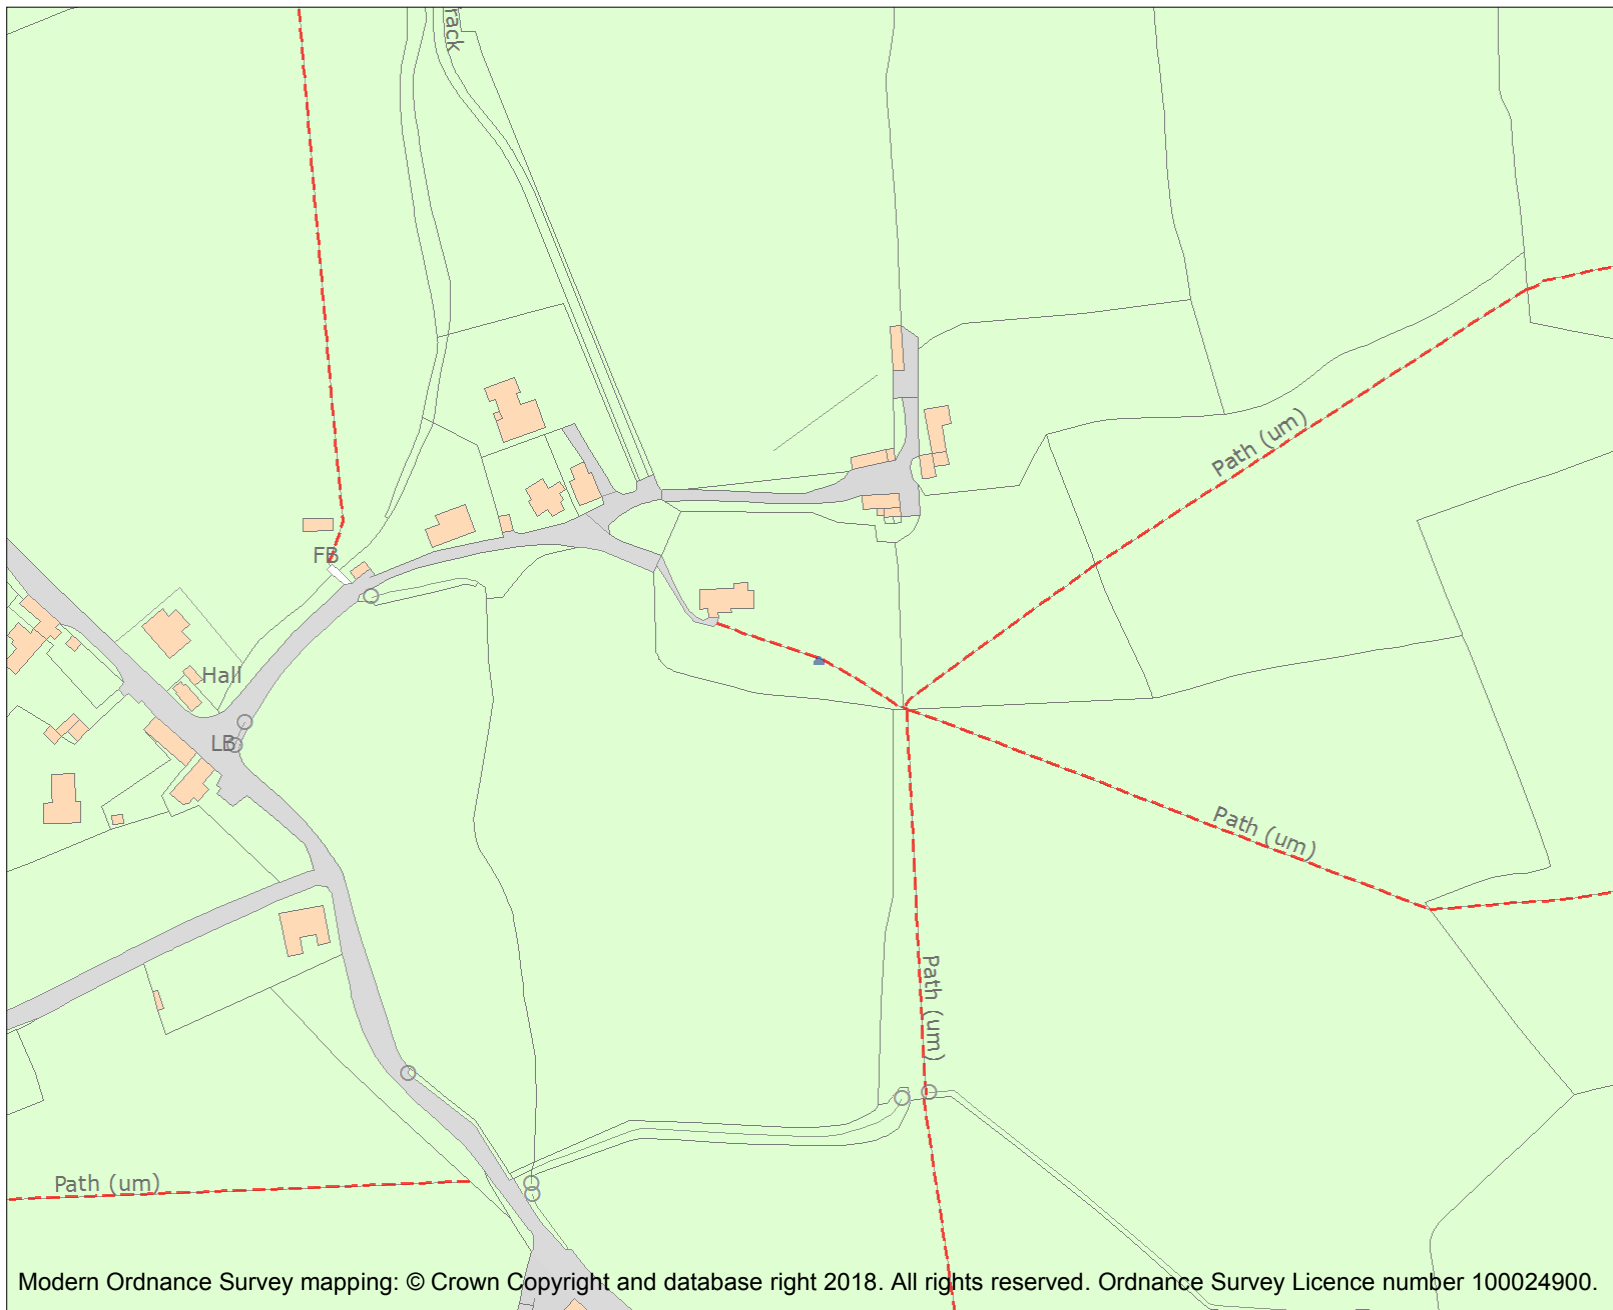 rack
Path (um)
FB
Hall
LB
Path (um)
Path (um)
Path (um)
Modern Ordnance Survey mapping: © Crown Copyright and database right 2018. All rights reserved. Ordnance Survey Licence number 100024900.